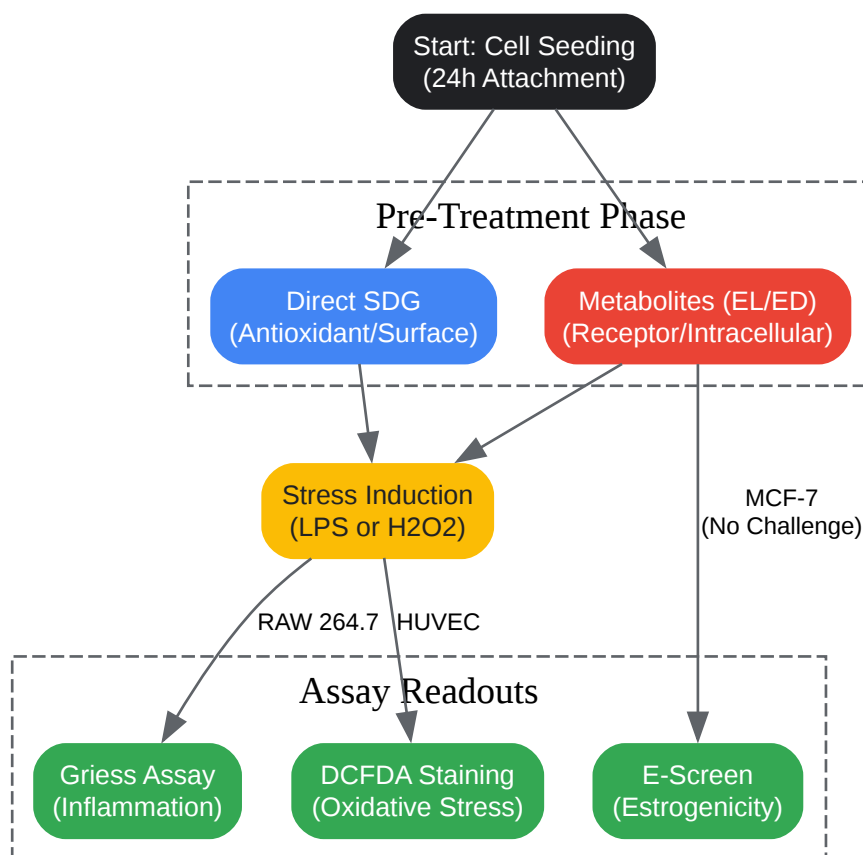 Start: Cell Seeding
(24h Attachment)
Pre-Treatment Phase
Direct SDG
(Antioxidant/Surface)
Metabolites (EL/ED)
(Receptor/Intracellular)
Stress Induction
(LPS or H2O2)
MCF-7
(No Challenge)
RAW 264.7
HUVEC
Assay Readouts
Griess Assay
(Inflammation)
DCFDA Staining
(Oxidative Stress)
E-Screen
(Estrogenicity)